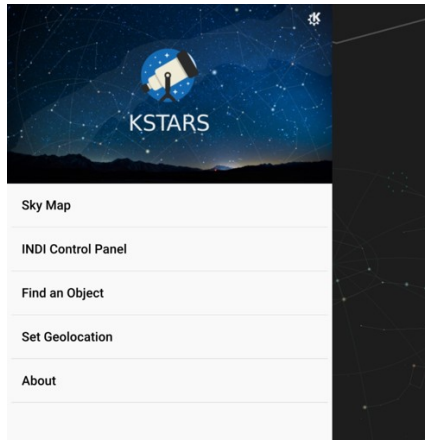 KSTARS
Sky Map
INDI Control Panel
Find an Object
Set Geolocation
About